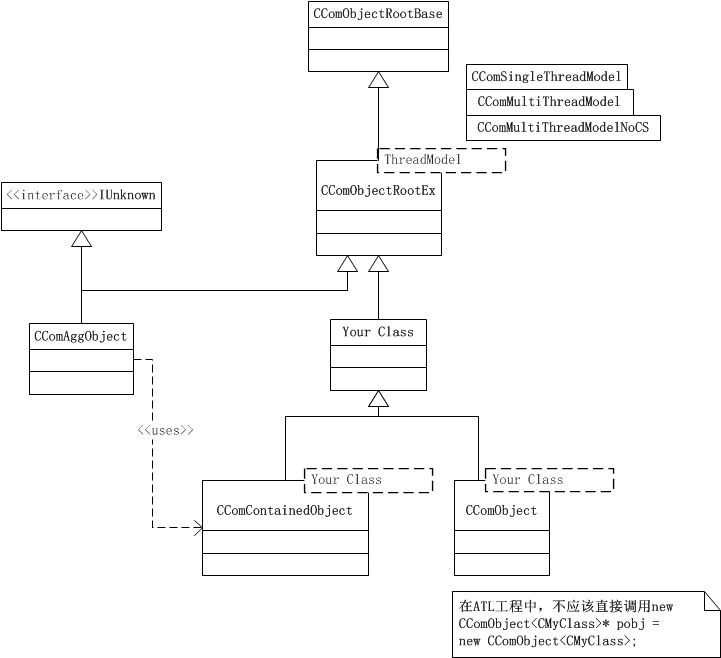 CComObjectRootBase
CComSingleThreadModel
CComMultiThreadModel
CComMultiThreadModelNoCS
ThreadModel
CComObjectRootEx
<<interface>>IUnknown
CComAggObject
Your Class
<<uses>>
Your Class
CComContainedObject
Your Class
CComObject
在ATL工程中，不应该直接调用new
CComObject<CMyClass>* pobj =
new CComObject<CMyClass>;